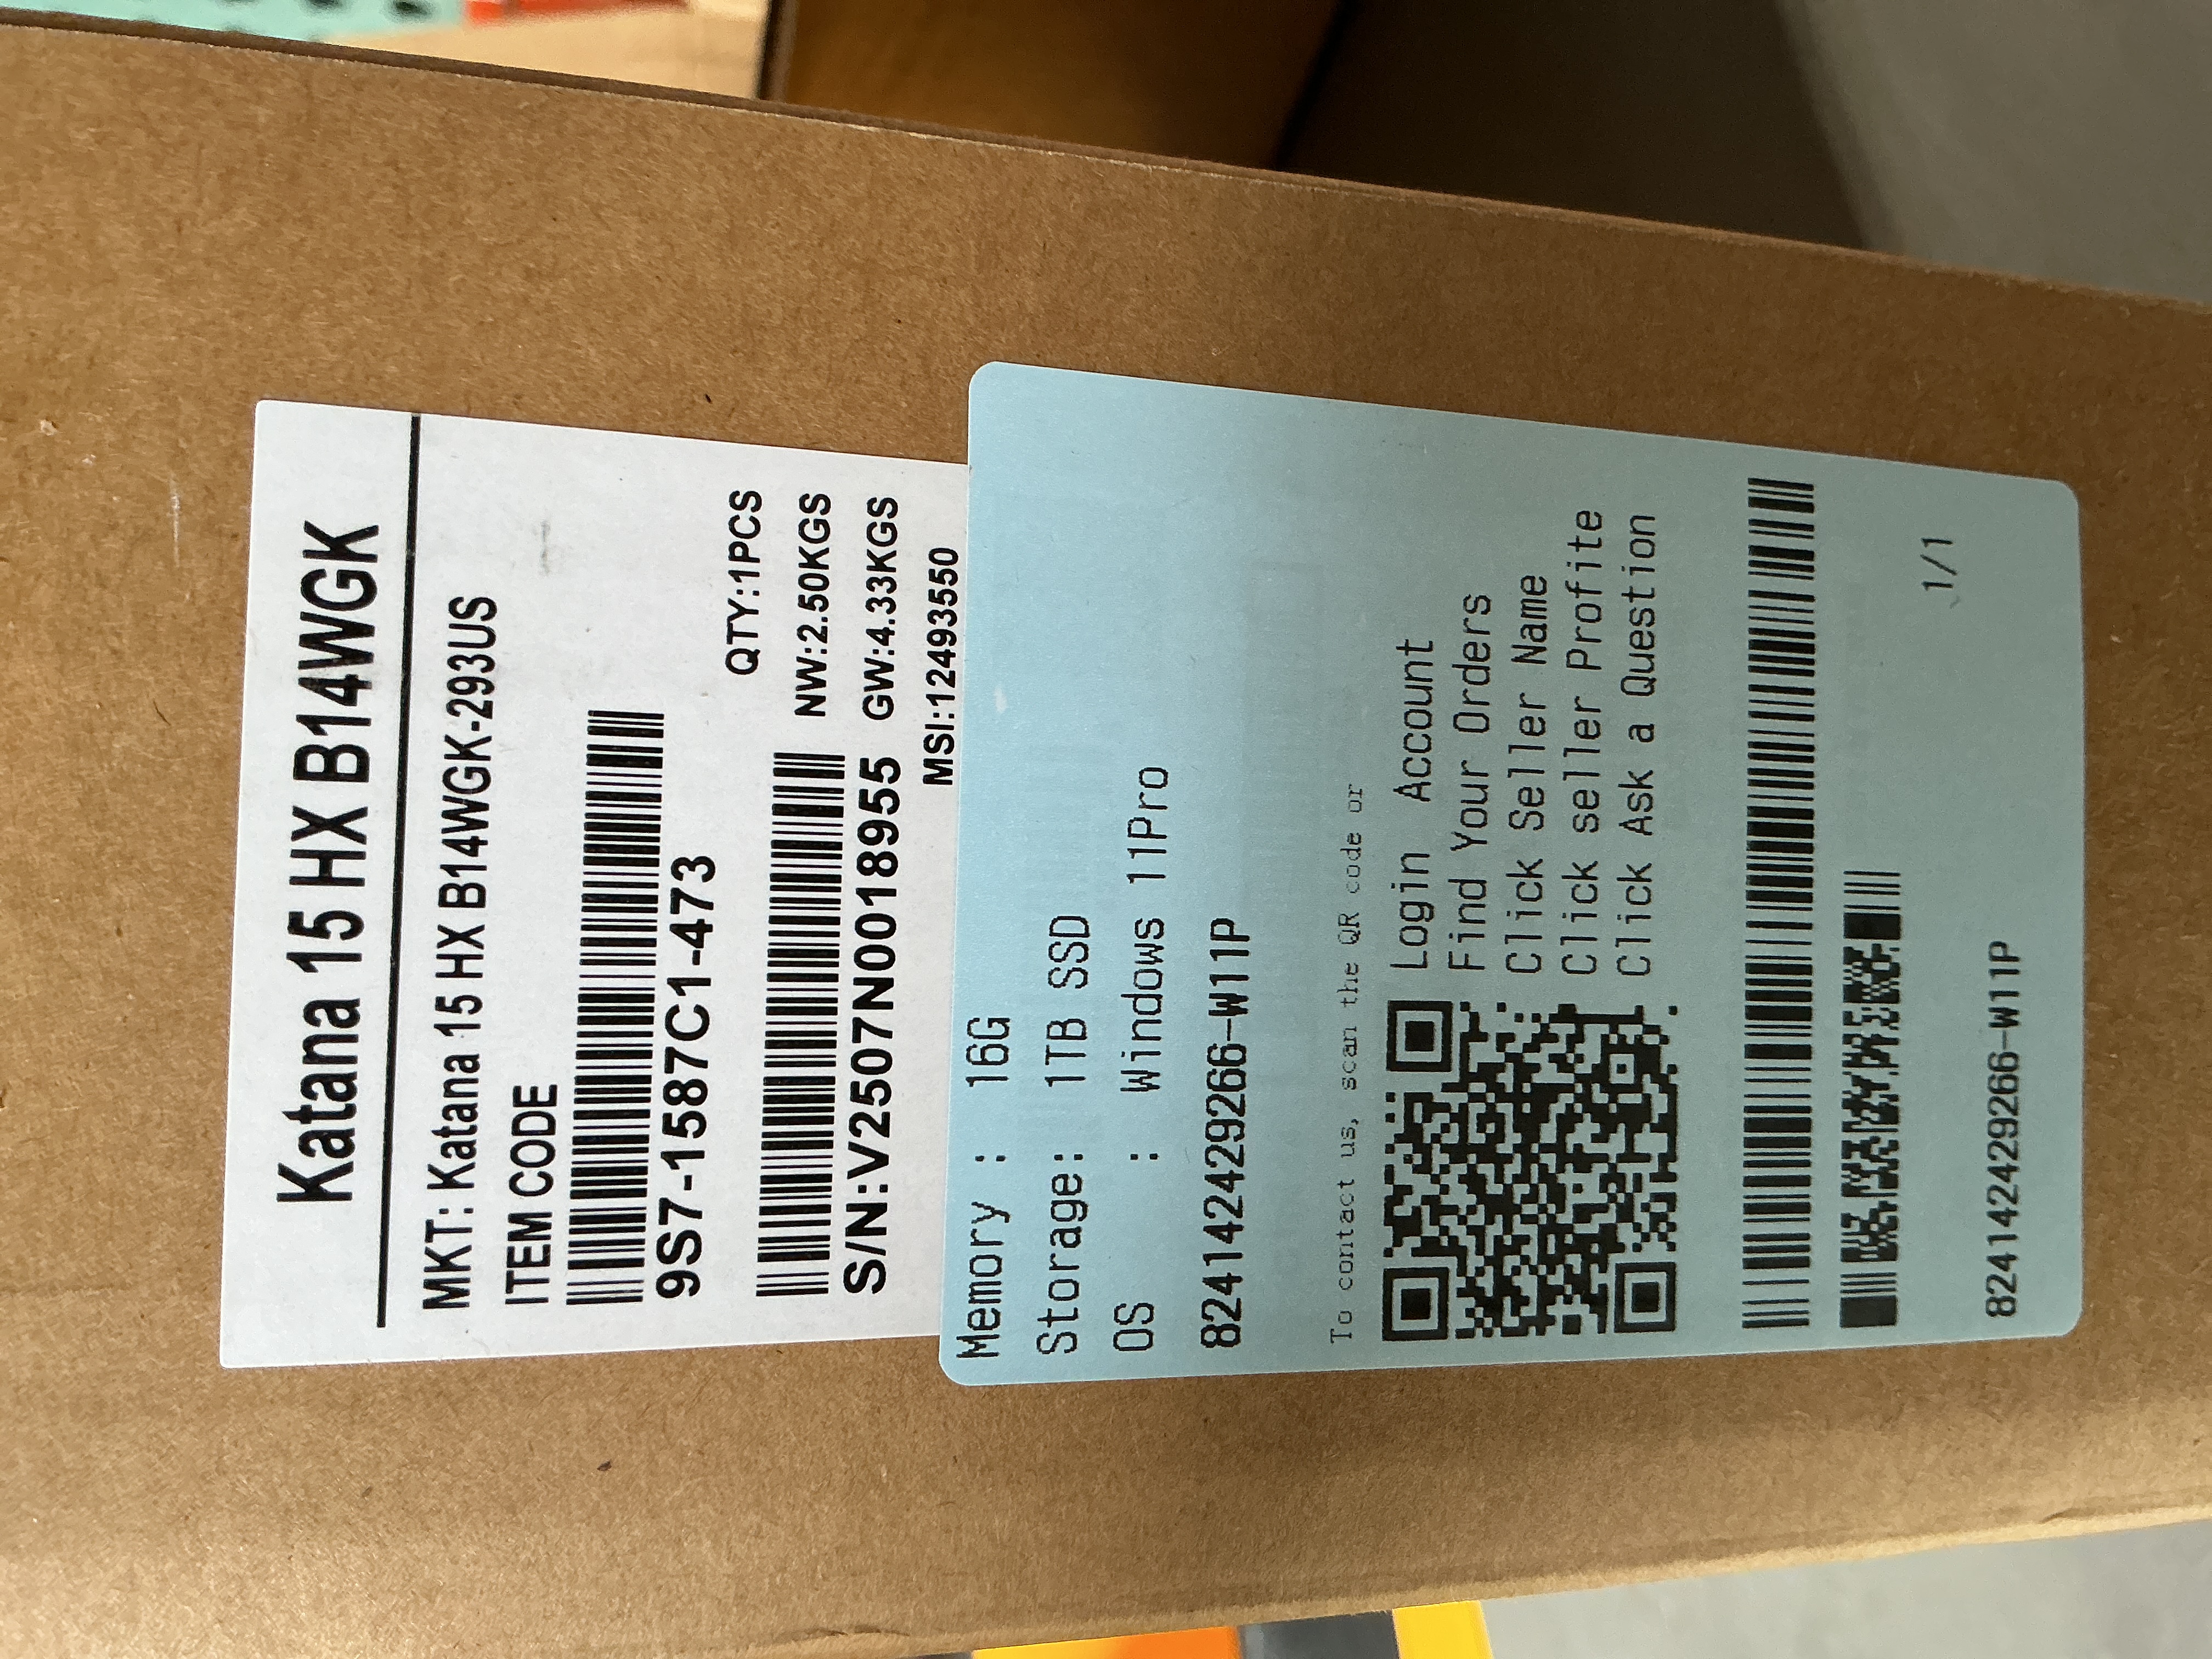 Katana 15 HX B14WGK
MKT: Katana 15 HX B14WGK-293US
ITEM CODE
9S7-1587C1-473
QTY:1PCS
NW:2.50KGS
S/N:V2507N0018955 GW:4.33KGS
MSI:12493550
Memory : 16G
Storage: 1TB SSD
OS : Windows 11Pro
824142429266-W11P
To contact us, scan the QR code or
Login Account
Find Your Orders
Click Seller Name
Click seller Profite
Click Ask a Question
1/1
824142429266-W11P